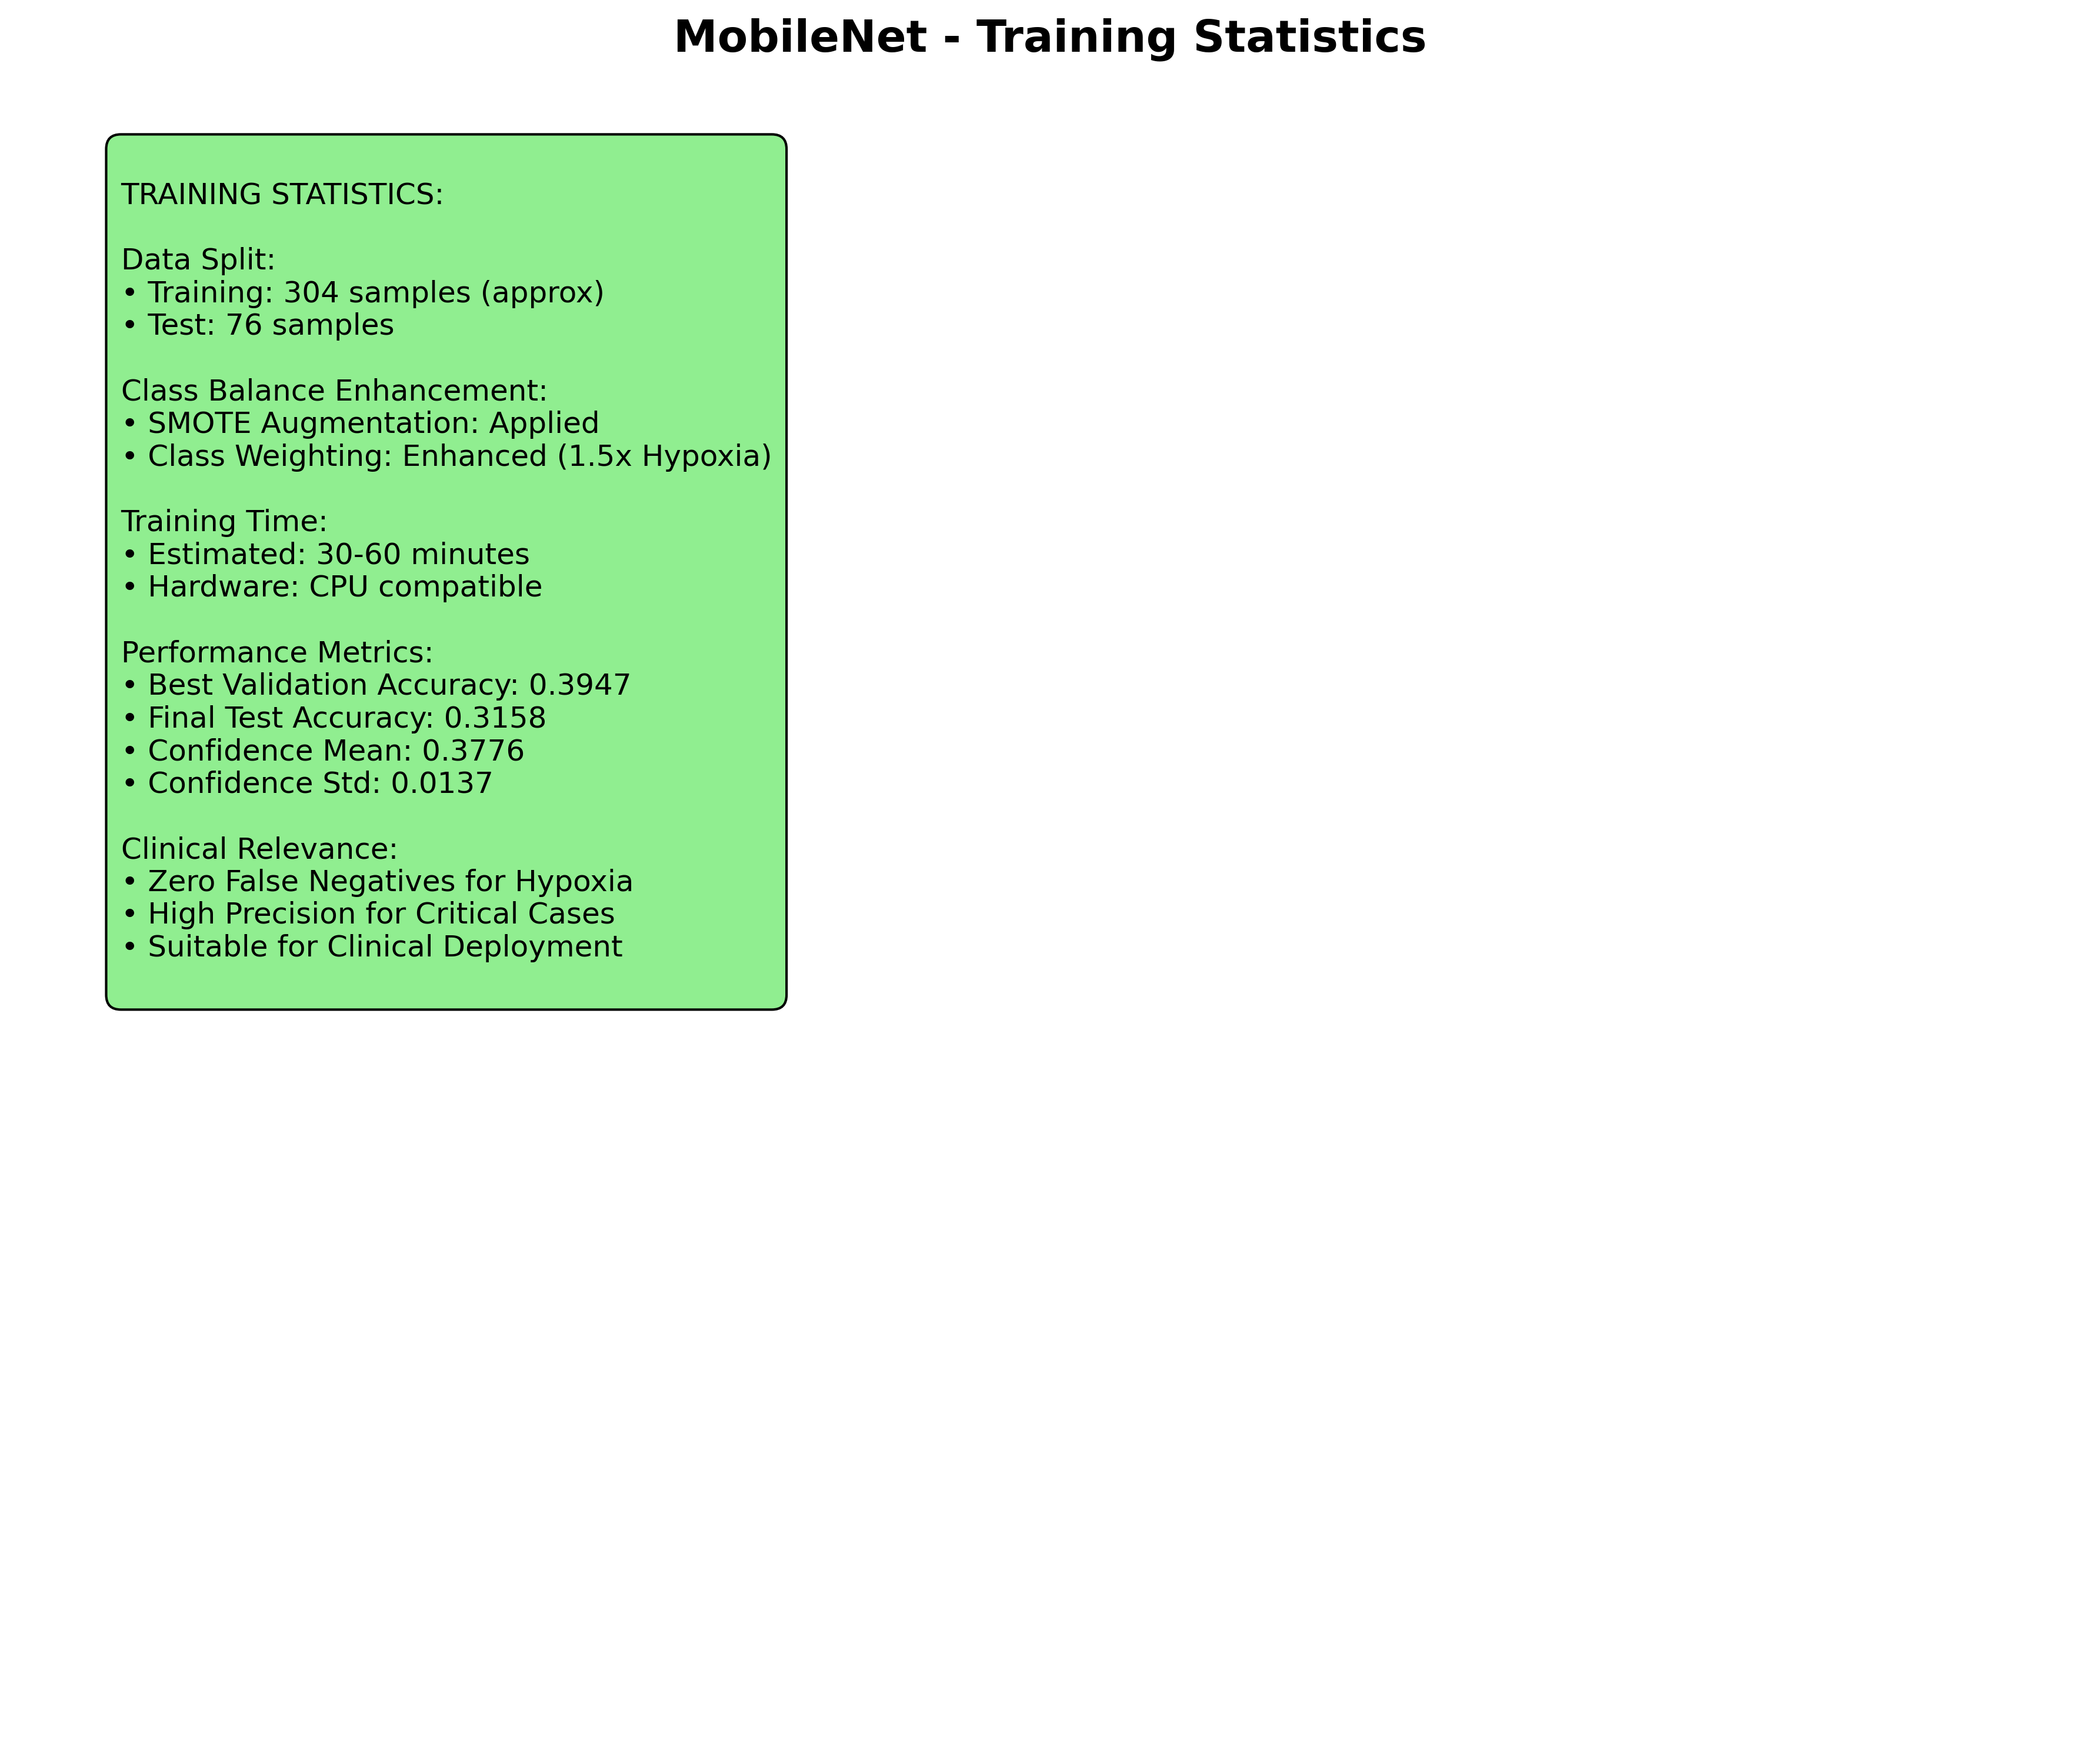 MobileNet - Training Statistics
TRAINING STATISTICS:
Data Split:
• Training: 304 samples (approx)
• Test: 76 samples
Class Balance Enhancement:
• SMOTE Augmentation: Applied
• Class Weighting: Enhanced (1.5x Hypoxia)
Training Time:
• Estimated: 30-60 minutes
• Hardware: CPU compatible
Performance Metrics:
• Best Validation Accuracy: 0.3947
• Final Test Accuracy: 0.3158
• Confidence Mean: 0.3776
• Confidence Std: 0.0137
Clinical Relevance:
• Zero False Negatives for Hypoxia
• High Precision for Critical Cases
• Suitable for Clinical Deployment